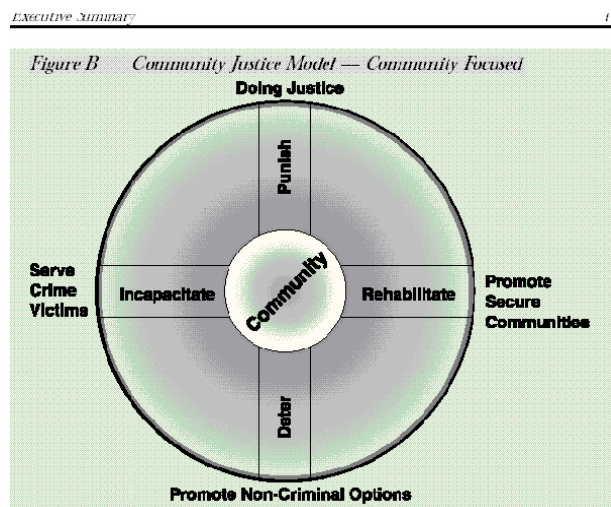 Executive Summary
Figure B Community Justice Model — Community Focused
Doing Justice
Punish
Serve
Crime
Victims
Incapacitate
Community
Rehabilitate
Promote
Secure
Communities
Deter
Promote Non-Criminal Options